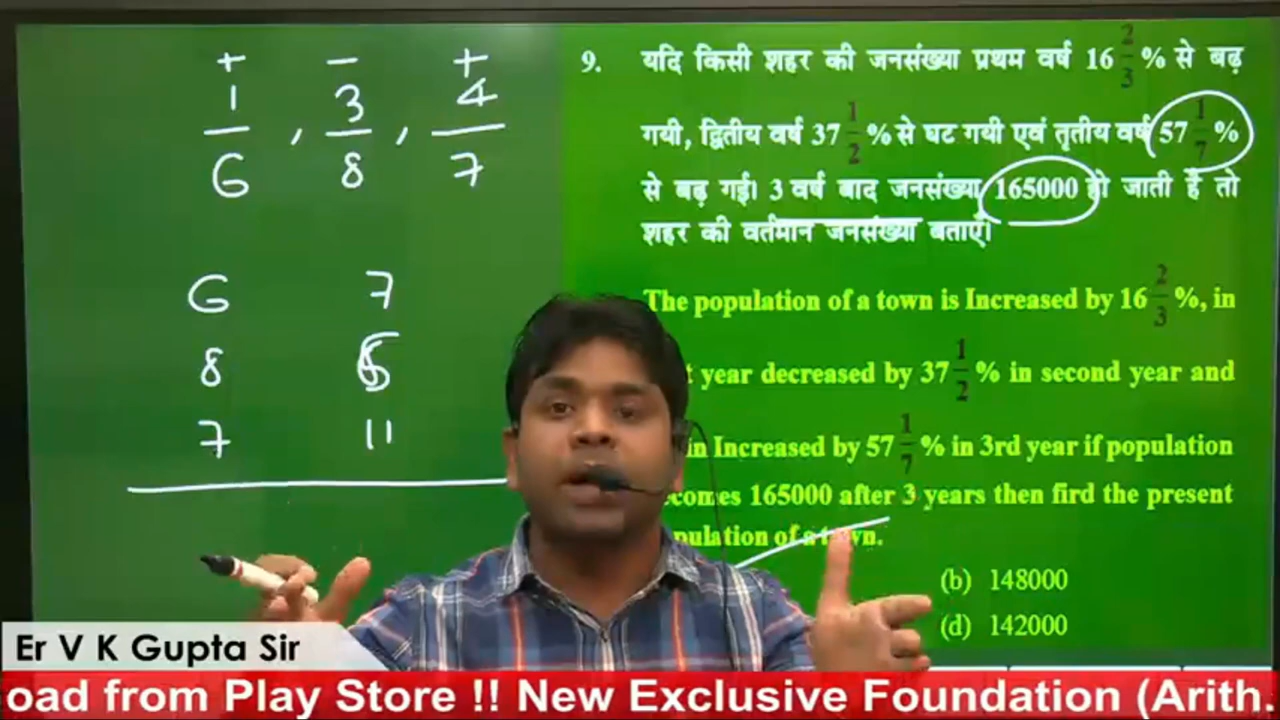 + − +
1/6 , 3/8 , 4/7
6 7
8 5
7 11
9. यदि किसी शहर की जनसंख्या प्रथम वर्ष 16 2/3 % से बढ़
गयी, द्वितीय वर्ष 37 1/2 % से घट गयी एवं तृतीय वर्ष 57 1/7 %
से बढ़ गई। 3 वर्ष बाद जनसंख्या 165000 हो जाती है तो
शहर की वर्तमान जनसंख्या बताएं।
The population of a town is Increased by 16 2/3 %, in
year decreased by 37 1/2 % in second year and
in Increased by 57 1/7 % in 3rd year if population
comes 165000 after 3 years then fird the present
pulation of a town.
(b) 148000
(d) 142000
Er V K Gupta Sir
oad from Play Store !! New Exclusive Foundation (Arith.